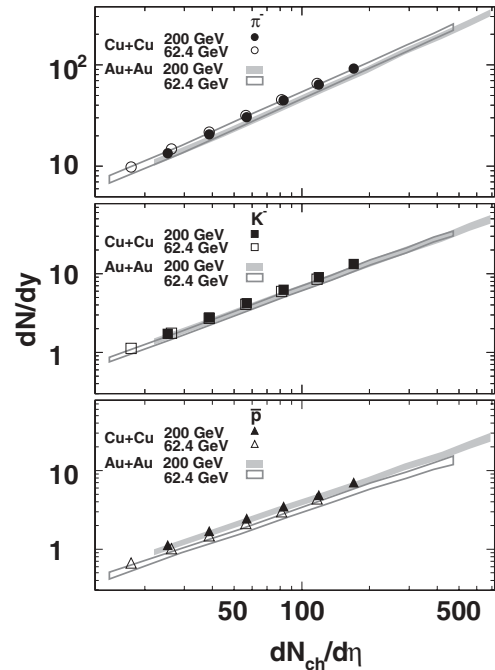 π⁻
Cu+Cu 200 GeV
62.4 GeV
Au+Au 200 GeV
62.4 GeV
10²
10
K⁻
Cu+Cu 200 GeV
62.4 GeV
Au+Au 200 GeV
62.4 GeV
10
1
dN/dy
p̅
Cu+Cu 200 GeV
62.4 GeV
Au+Au 200 GeV
62.4 GeV
10
1
50 100 500
dN_ch/dη